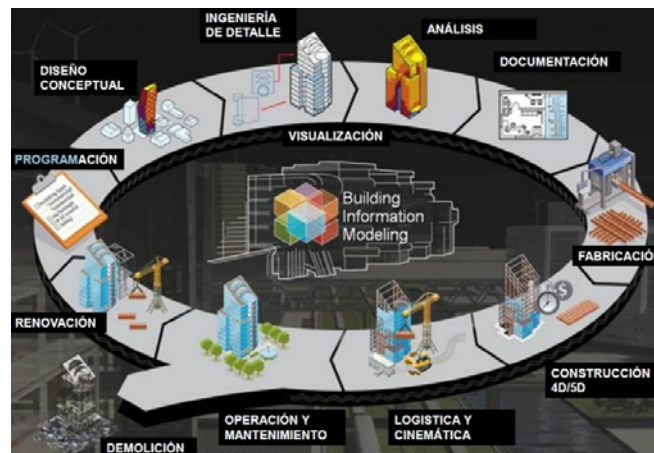 INGENIERÍA
DE DETALLE
ANÁLISIS
DISEÑO
CONCEPTUAL
DOCUMENTACIÓN
VISUALIZACIÓN
PROGRAMACIÓN
Building
Information
Modeling
FABRICACIÓ
RENOVACIÓN
CONSTRUCCIÓN
4D/5D
OPERACIÓN Y
MANTENIMIENTO
LOGISTICA Y
CINEMÁTICA
DEMOLICIÓN